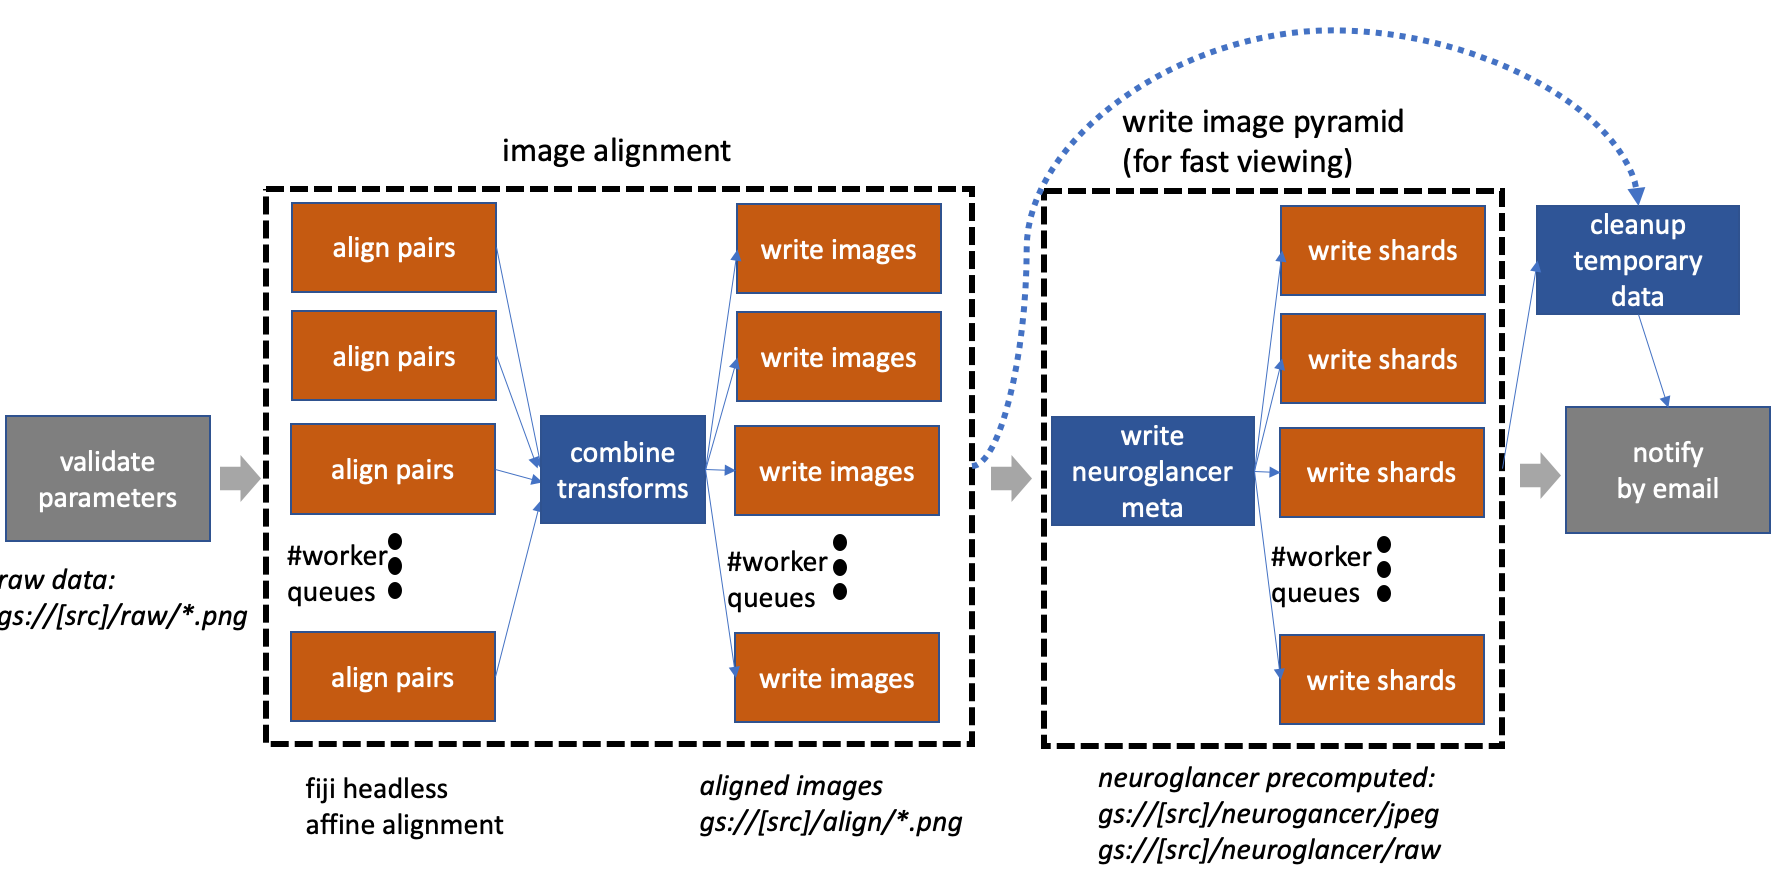 image alignment
write image pyramid
(for fast viewing)
validate
parameters
raw data:
gs://[src]/raw/*.png
align pairs
align pairs
align pairs
#worker
queues
align pairs
fiji headless
affine alignment
combine
transforms
write images
write images
write images
#worker
queues
write images
aligned images
gs://[src]/align/*.png
write
neuroglancer
meta
write shards
write shards
write shards
#worker
queues
write shards
neuroglancer precomputed:
gs://[src]/neurogancer/jpeg
gs://[src]/neuroglancer/raw
cleanup
temporary
data
notify
by email